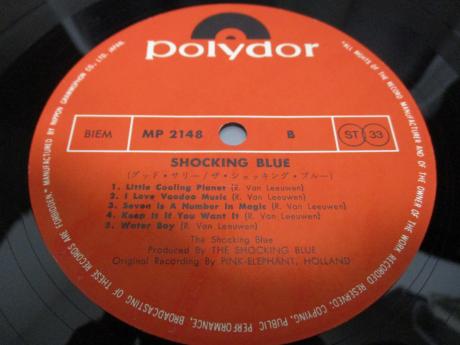 polydor
BIEM
MP 2148
B
ST 33
SHOCKING BLUE
(グッド・サリー/ザ・ショッキング・ブルー)
1. Little Cooling Planet (R. Van Leeuwen)
2. I Love Voodoo Music (R. Van Leeuwen)
3. Seven Is A Number In Magic (R. Van Leeuwen)
4. Keep It If You Want It (R. Van Leeuwen)
5. Water Boy (R. Van Leeuwen)
The Shocking Blue
Produced By THE SHOCKING BLUE
Original Recording By PINK-ELEPHANT, HOLLAND
"ALL RIGHTS OF THE RECORD MANUFACTURER AND OF THE OWNER OF THE WORK RECORDED RESERVED; COPYING, PUBLIC PERFORMANCE, BROADCASTING OF THESE RECORDS ARE FORBIDDEN" MANUFACTURED BY NIPPON GRAMMOPHON CO., LTD. JAPAN.